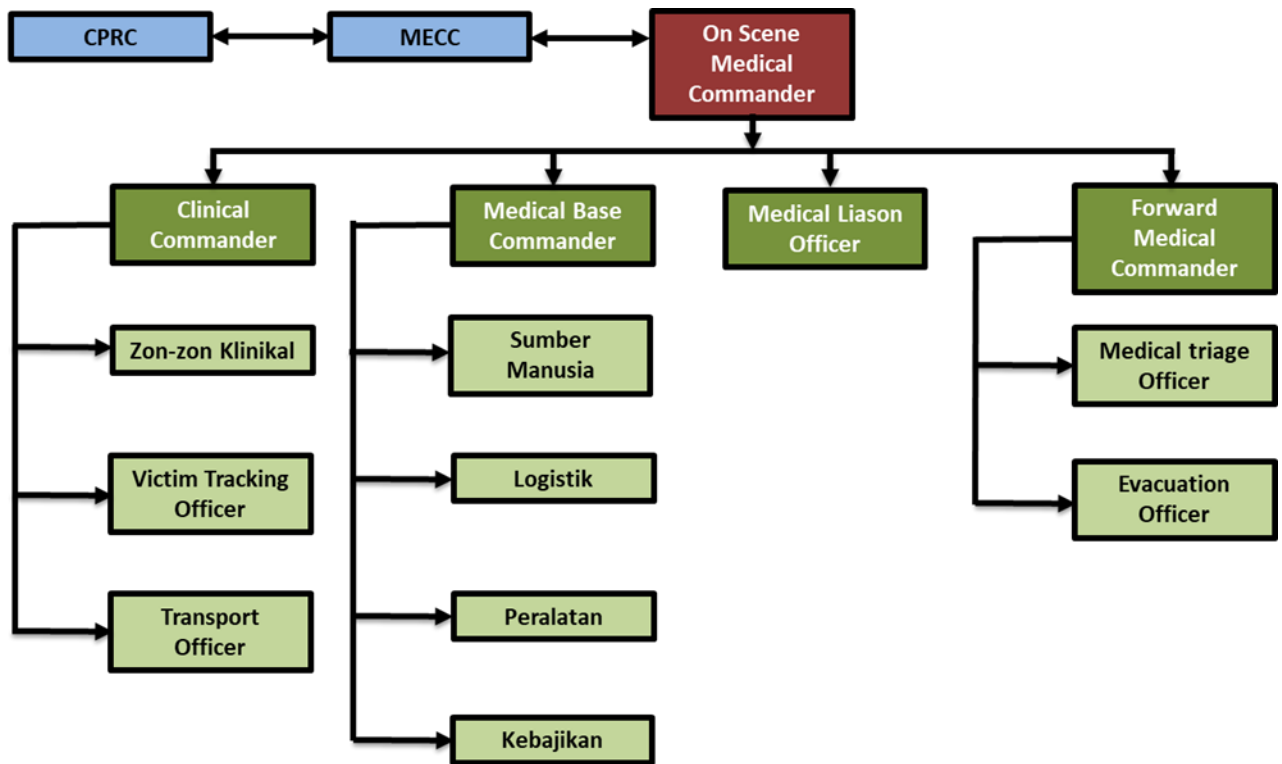 CPRC
MECC
On Scene
Medical
Commander
Clinical
Commander
Medical Base
Commander
Medical Liason
Officer
Forward
Medical
Commander
Zon-zon Klinikal
Victim Tracking
Officer
Transport
Officer
Sumber
Manusia
Logistik
Peralatan
Kebajikan
Medical triage
Officer
Evacuation
Officer